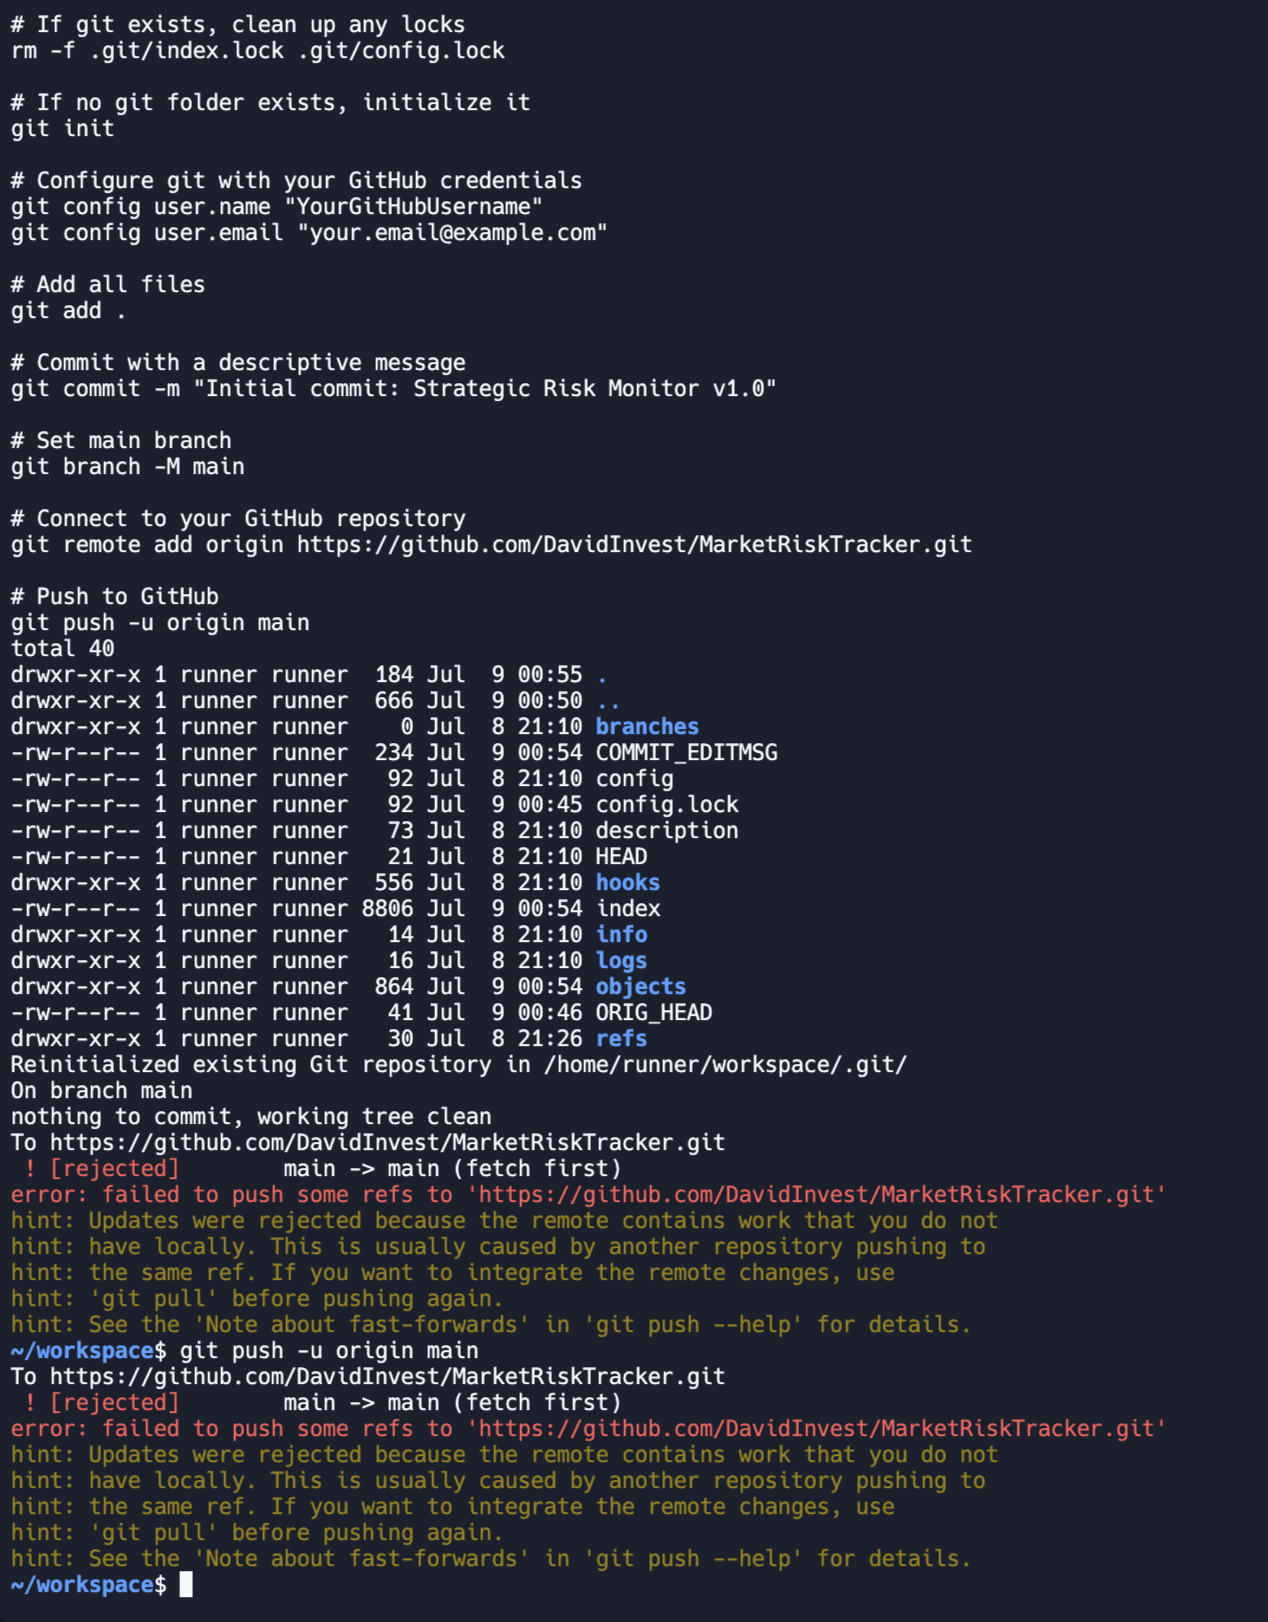 # If git exists, clean up any locks
rm -f .git/index.lock .git/config.lock
# If no git folder exists, initialize it
git init
# Configure git with your GitHub credentials
git config user.name "YourGitHubUsername"
git config user.email "your.email@example.com"
# Add all files
git add .
# Commit with a descriptive message
git commit -m "Initial commit: Strategic Risk Monitor v1.0"
# Set main branch
git branch -M main
# Connect to your GitHub repository
git remote add origin https://github.com/DavidInvest/MarketRiskTracker.git
# Push to GitHub
git push -u origin main
total 40
drwxr-xr-x 1 runner runner  184 Jul  9 00:55 .
drwxr-xr-x 1 runner runner  666 Jul  9 00:50 ..
drwxr-xr-x 1 runner runner    0 Jul  8 21:10 branches
-rw-r--r-- 1 runner runner  234 Jul  9 00:54 COMMIT_EDITMSG
-rw-r--r-- 1 runner runner   92 Jul  8 21:10 config
-rw-r--r-- 1 runner runner   92 Jul  9 00:45 config.lock
-rw-r--r-- 1 runner runner   73 Jul  8 21:10 description
-rw-r--r-- 1 runner runner   21 Jul  8 21:10 HEAD
drwxr-xr-x 1 runner runner  556 Jul  8 21:10 hooks
-rw-r--r-- 1 runner runner 8806 Jul  9 00:54 index
drwxr-xr-x 1 runner runner   14 Jul  8 21:10 info
drwxr-xr-x 1 runner runner   16 Jul  8 21:10 logs
drwxr-xr-x 1 runner runner  864 Jul  9 00:54 objects
-rw-r--r-- 1 runner runner   41 Jul  9 00:46 ORIG_HEAD
drwxr-xr-x 1 runner runner   30 Jul  8 21:26 refs
Reinitialized existing Git repository in /home/runner/workspace/.git/
On branch main
nothing to commit, working tree clean
To https://github.com/DavidInvest/MarketRiskTracker.git
 ! [rejected]        main -> main (fetch first)
error: failed to push some refs to 'https://github.com/DavidInvest/MarketRiskTracker.git'
hint: Updates were rejected because the remote contains work that you do not
hint: have locally. This is usually caused by another repository pushing to
hint: the same ref. If you want to integrate the remote changes, use
hint: 'git pull' before pushing again.
hint: See the 'Note about fast-forwards' in 'git push --help' for details.
~/workspace$ git push -u origin main
To https://github.com/DavidInvest/MarketRiskTracker.git
 ! [rejected]        main -> main (fetch first)
error: failed to push some refs to 'https://github.com/DavidInvest/MarketRiskTracker.git'
hint: Updates were rejected because the remote contains work that you do not
hint: have locally. This is usually caused by another repository pushing to
hint: the same ref. If you want to integrate the remote changes, use
hint: 'git pull' before pushing again.
hint: See the 'Note about fast-forwards' in 'git push --help' for details.
~/workspace$